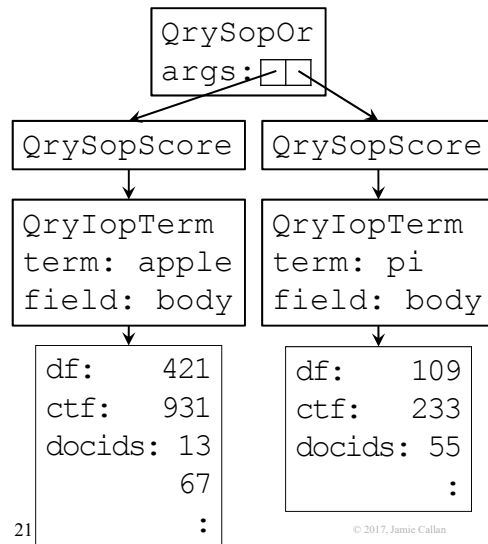 QrySopOr
args:
QrySopScore
QrySopScore
QryIopTerm
term: apple
field: body
QryIopTerm
term: pi
field: body
df: 421
ctf: 931
docids: 13
67
:
df: 109
ctf: 233
docids: 55
:
21
© 2017, Jamie Callan